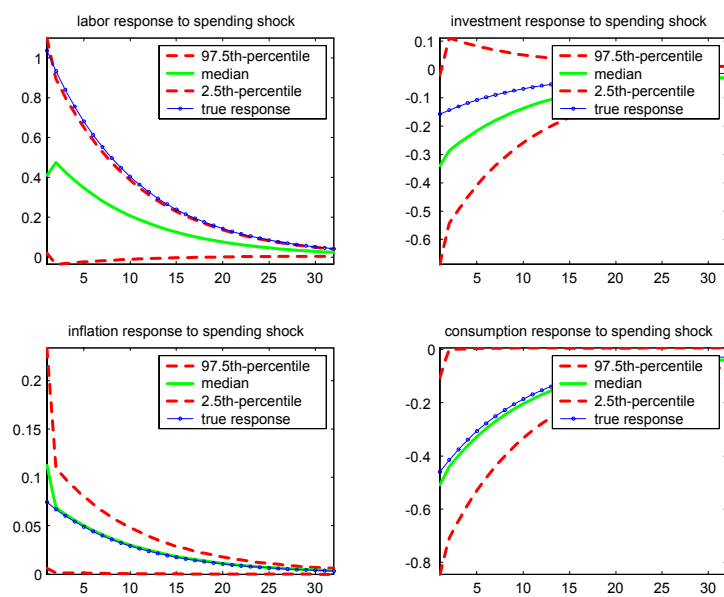 labor response to spending shock
97.5th-percentile
median
2.5th-percentile
true response
1
0.8
0.6
0.4
0.2
0
5 10 15 20 25 30
investment response to spending shock
97.5th-percentile
median
2.5th-percentile
true response
0.1
0
-0.1
-0.2
-0.3
-0.4
-0.5
-0.6
5 10 15 20 25 30
inflation response to spending shock
97.5th-percentile
median
2.5th-percentile
true response
0.2
0.15
0.1
0.05
0
5 10 15 20 25 30
consumption response to spending shock
97.5th-percentile
median
2.5th-percentile
true response
0
-0.2
-0.4
-0.6
-0.8
5 10 15 20 25 30